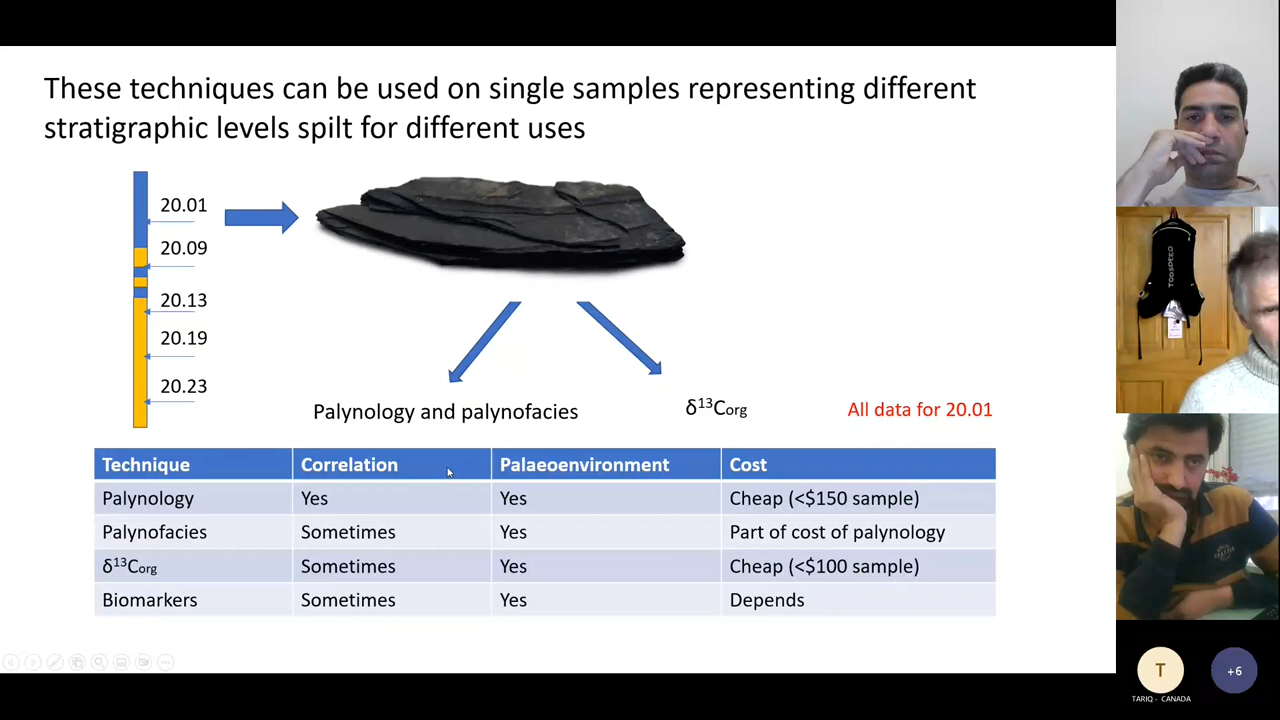 These techniques can be used on single samples representing different
stratigraphic levels spilt for different uses
20.01
20.09
20.13
20.19
20.23
Palynology and palynofacies
δ13Corg
All data for 20.01
Technique Correlation Palaeoenvironment Cost
Palynology Yes Yes Cheap (<$150 sample)
Palynofacies Sometimes Yes Part of cost of palynology
δ13Corg Sometimes Yes Cheap (<$100 sample)
Biomarkers Sometimes Yes Depends
TODSPEED
T
+6
TARIQ - CANADA